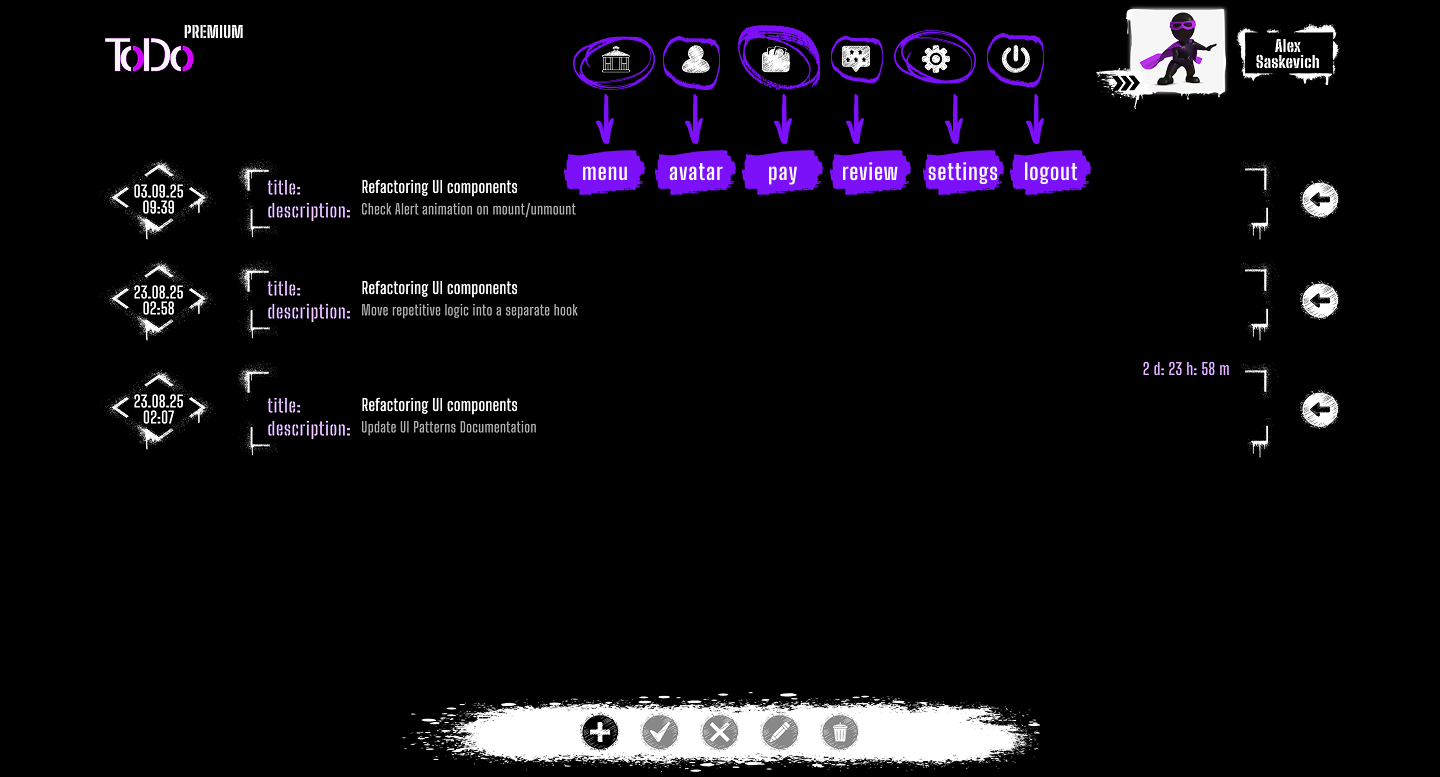 PREMIUM
ToDo
Alex
Saskevich
menu
avatar
pay
review
settings
logout
03.09.25
09:39
title:
Refactoring UI components
description:
Check Alert animation on mount/unmount
23.08.25
02:58
title:
Refactoring UI components
description:
Move repetitive logic into a separate hook
2 d: 23 h: 58 m
23.08.25
02:07
title:
Refactoring UI components
description:
Update UI Patterns Documentation